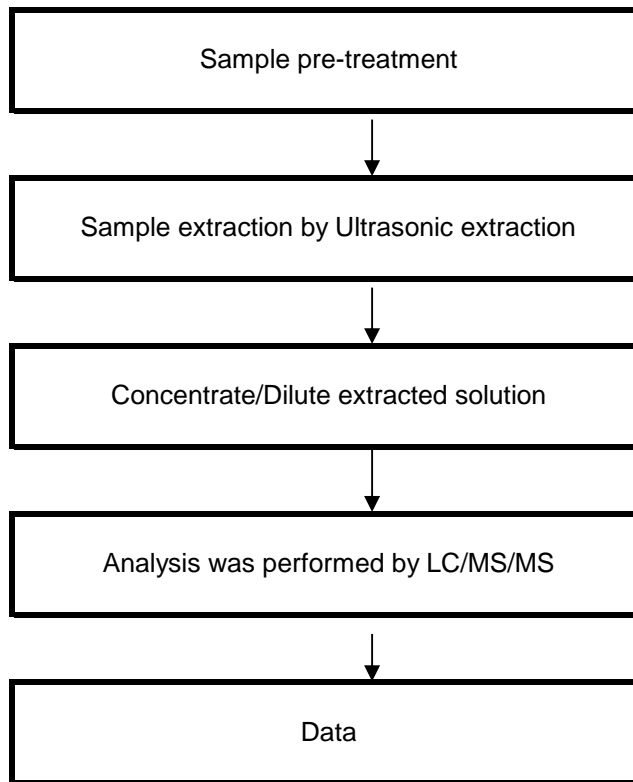 Sample pre-treatment
Sample extraction by Ultrasonic extraction
Concentrate/Dilute extracted solution
Analysis was performed by LC/MS/MS
Data